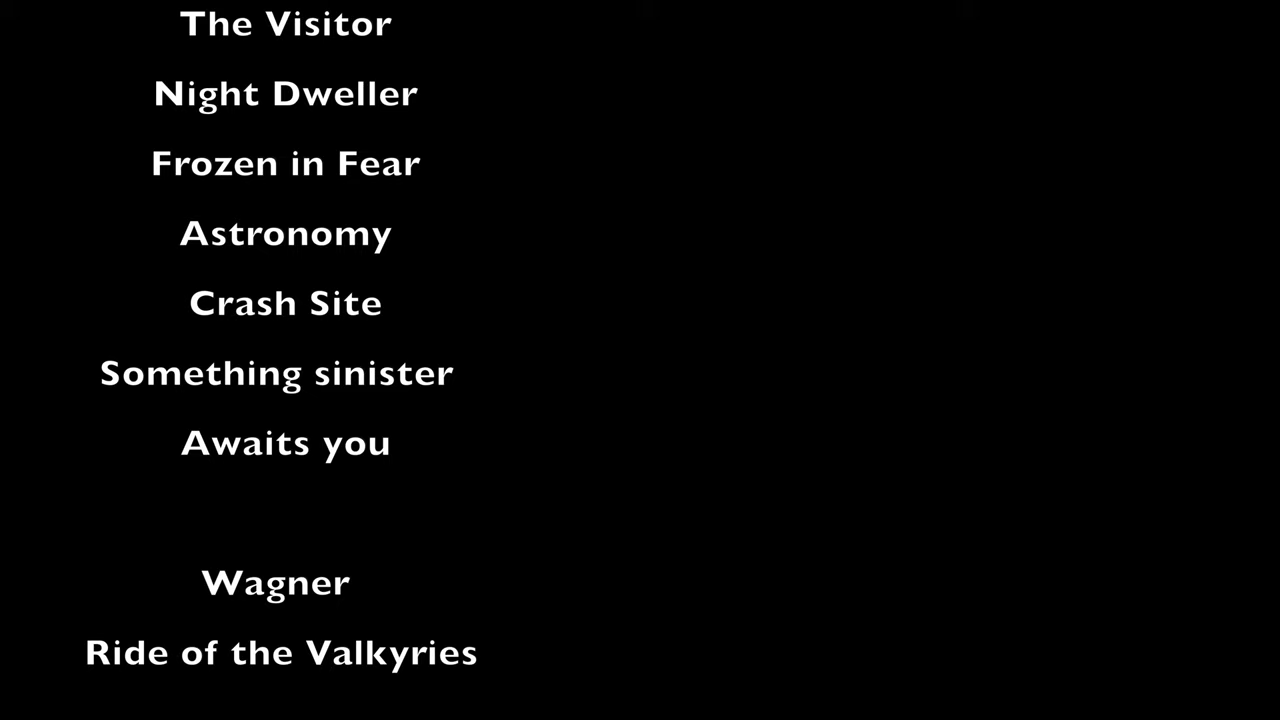 The Visitor
Night Dweller
Frozen in Fear
Astronomy
Crash Site
Something sinister
Awaits you
Wagner
Ride of the Valkyries